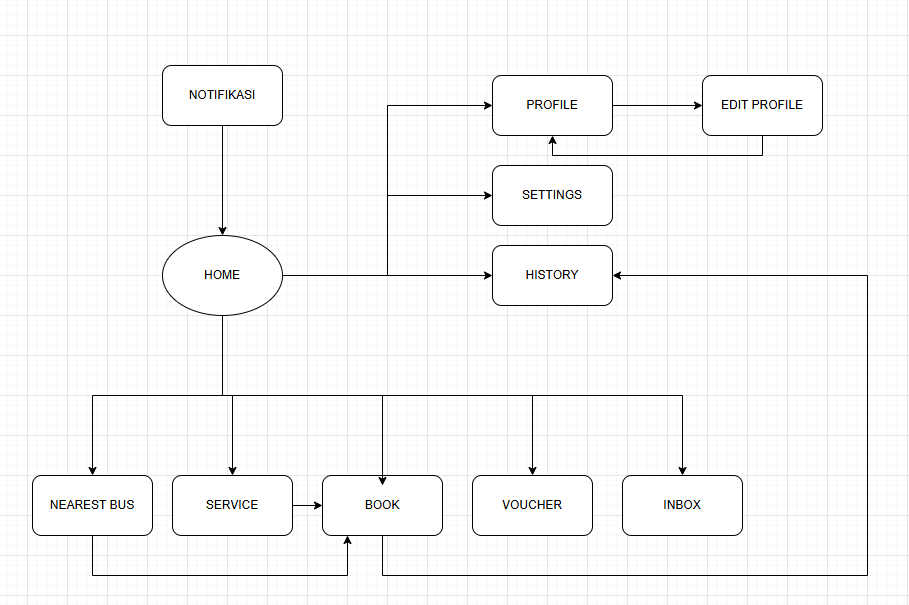 NOTIFIKASI
PROFILE
EDIT PROFILE
SETTINGS
HOME
HISTORY
NEAREST BUS
SERVICE
BOOK
VOUCHER
INBOX